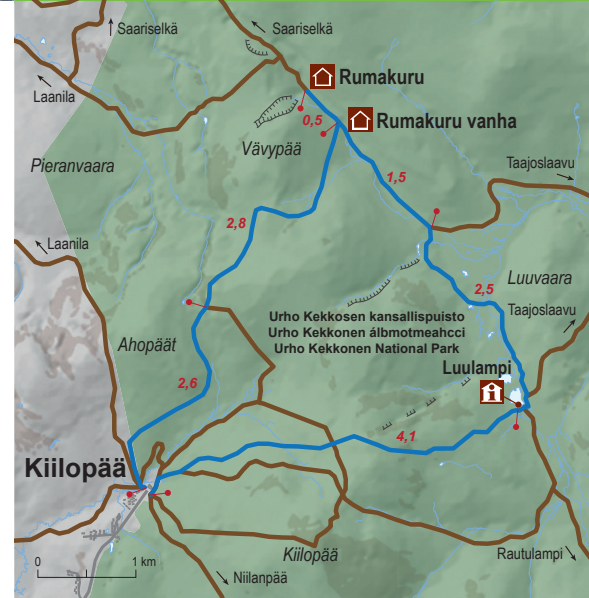 Saariselkä
Saariselkä
Laanila
Rumakuru
0,5
Rumakuru vanha
Vävypää
Pieranvaara
1,5
Taajoslaavu
2,8
Laanila
Luuvaara
2,5
Taajoslaavu
Urho Kekkosen kansallispuisto
Urho Kekkonen álbmotmeahcci
Urho Kekkonen National Park
Ahopäät
Luulampi
2,6
4,1
Kiilopää
Kiilopää
Rautulampi
0
1 km
Niilanpää